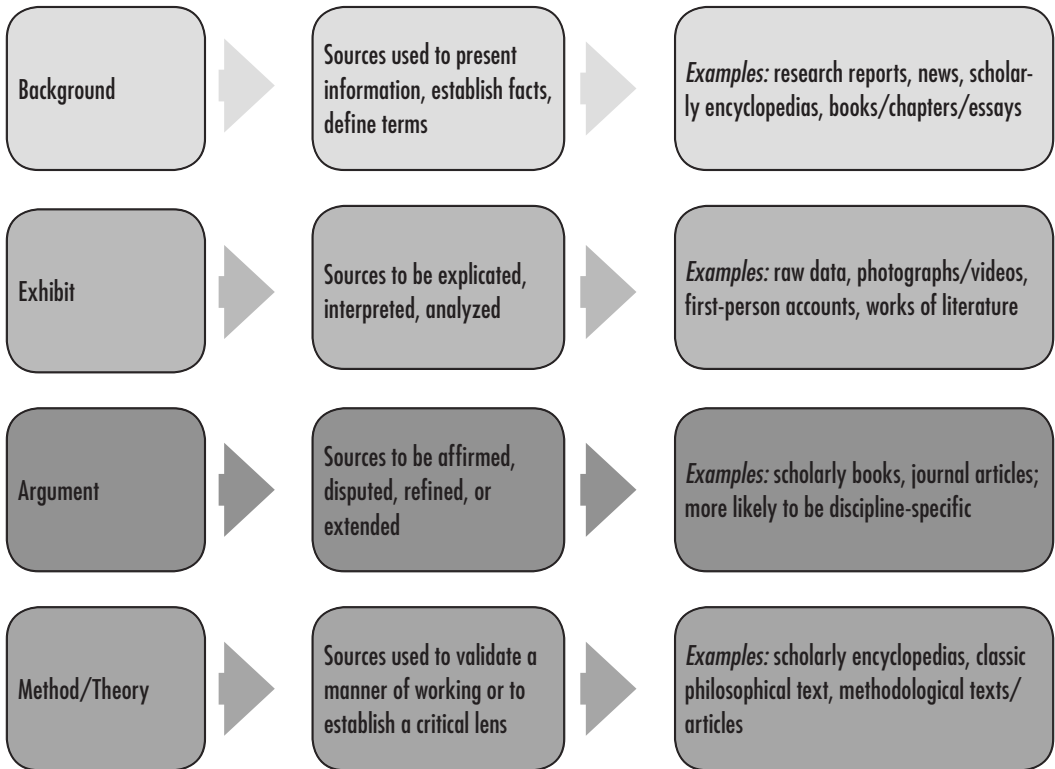 Background
Sources used to present
information, establish facts,
define terms
Examples: research reports, news, scholar-
ly encyclopedias, books/chapters/essays
Exhibit
Sources to be explicated,
interpreted, analyzed
Examples: raw data, photographs/videos,
first-person accounts, works of literature
Argument
Sources to be affirmed,
disputed, refined, or
extended
Examples: scholarly books, journal articles;
more likely to be discipline-specific
Method/Theory
Sources used to validate a
manner of working or to
establish a critical lens
Examples: scholarly encyclopedias, classic
philosophical text, methodological texts/
articles